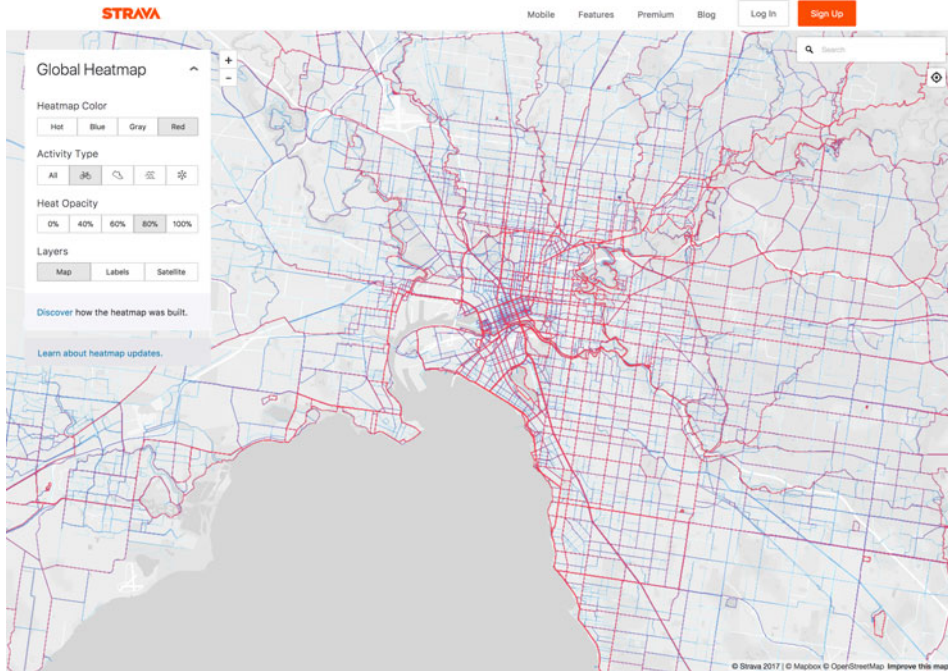 STRAVA
Mobile Features Premium Blog Log In Sign Up
Search
Global Heatmap
+
-
Heatmap Color
Hot Blue Gray Red
Activity Type
All
Heat Opacity
0% 40% 60% 80% 100%
Layers
Map Labels Satellite
Discover how the heatmap was built.
Learn about heatmap updates.
© Strava 2017 | © Mapbox © OpenStreetMap Improve this map